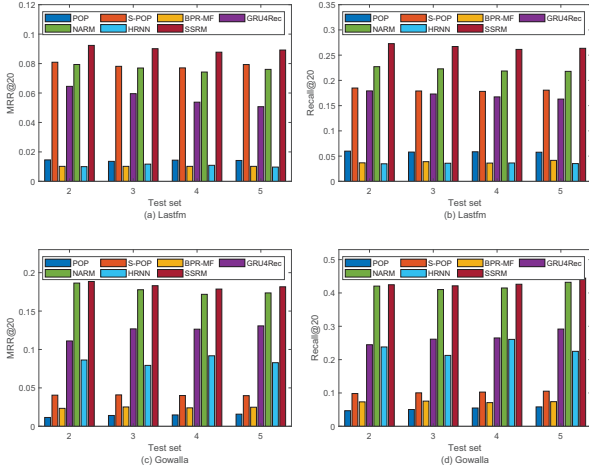 0.12
0.1
0.08
0.06
0.04
0.02
0
MRR@20
POP S-POP BPR-MF GRU4Rec
NARM HRNN SSRM
2 3 4 5
Test set
(a) Lastfm
0.35
0.3
0.25
0.2
0.15
0.1
0.05
0
Recall@20
POP S-POP BPR-MF GRU4Rec
NARM HRNN SSRM
2 3 4 5
Test set
(b) Lastfm
0.2
0.15
0.1
0.05
0
MRR@20
POP S-POP BPR-MF GRU4Rec
NARM HRNN SSRM
2 3 4 5
Test set
(c) Gowalla
0.5
0.4
0.3
0.2
0.1
0
Recall@20
POP S-POP BPR-MF GRU4Rec
NARM HRNN SSRM
2 3 4 5
Test set
(d) Gowalla